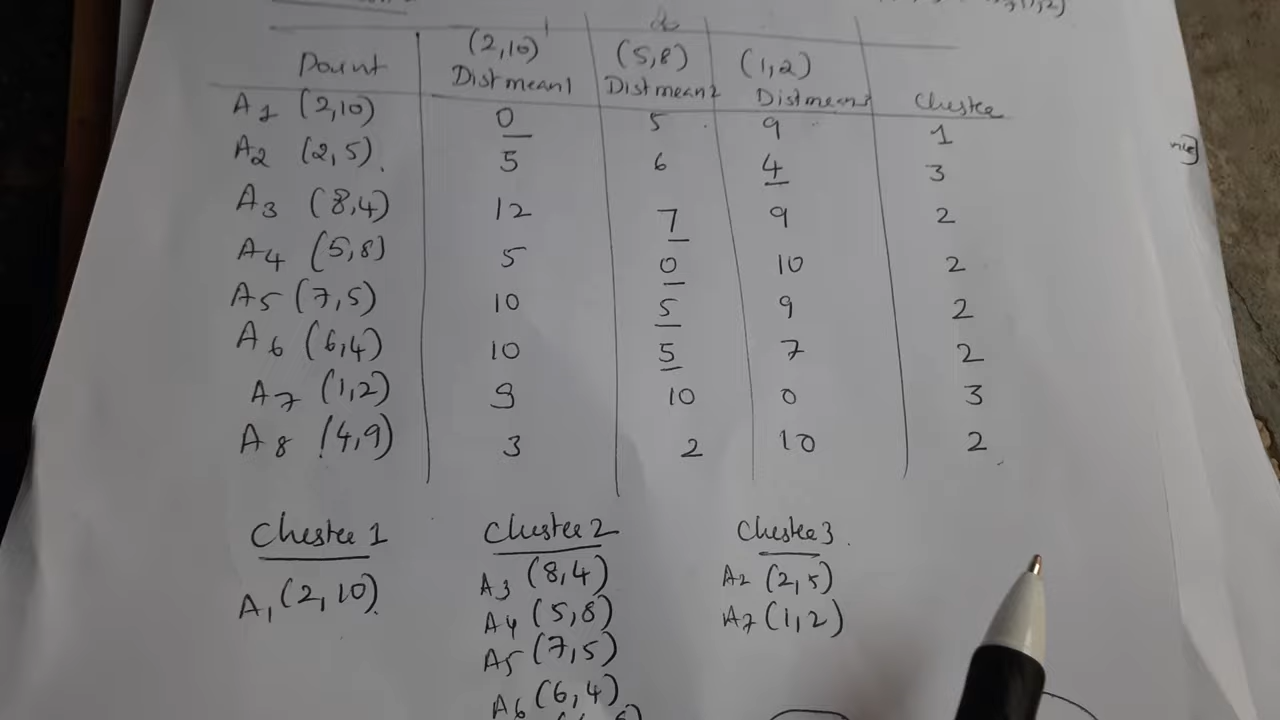 (2,10) (5,8) (1,2)
Point Dist mean1 Dist mean2 Dist mean3 Cluster
A1 (2,10) 0 5 9 1
A2 (2,5) 5 6 4 3
A3 (8,4) 12 7 9 2
A4 (5,8) 5 0 10 2
A5 (7,5) 10 5 9 2
A6 (6,4) 10 5 7 2
A7 (1,2) 9 10 0 3
A8 (4,9) 3 2 10 2
Cluster 1 Cluster 2 Cluster 3
A1 (2,10) A3 (8,4) A2 (2,5)
A4 (5,8) A7 (1,2)
A5 (7,5)
A6 (6,4)